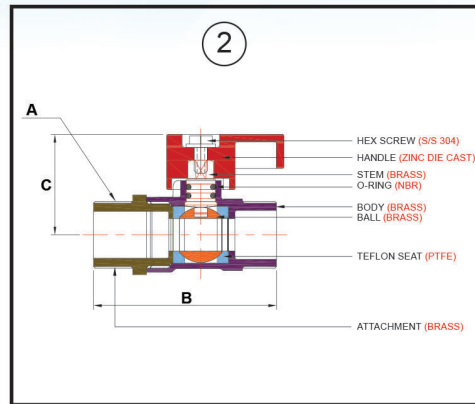 2
A
C
HEX SCREW (S/S 304)
HANDLE (ZINC DIE CAST)
STEM (BRASS)
O-RING (NBR)
BODY (BRASS)
BALL (BRASS)
TEFLON SEAT (PTFE)
B
ATTACHMENT (BRASS)